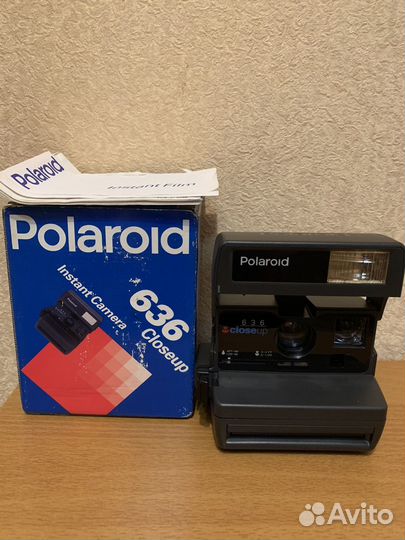 Polaroid
Instant Film
Polaroid
Instant Camera
636
Closeup
Polaroid
636
closeup
Avito